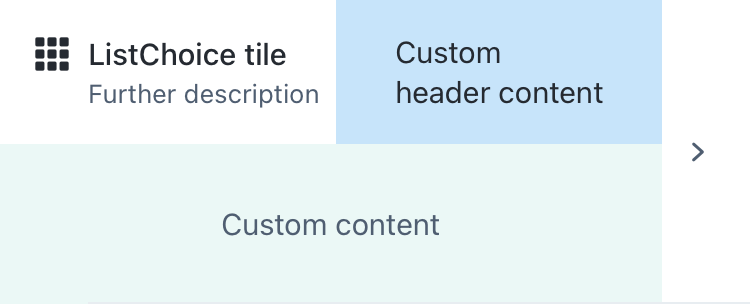 ListChoice tile
Further description
Custom
header content
Custom content